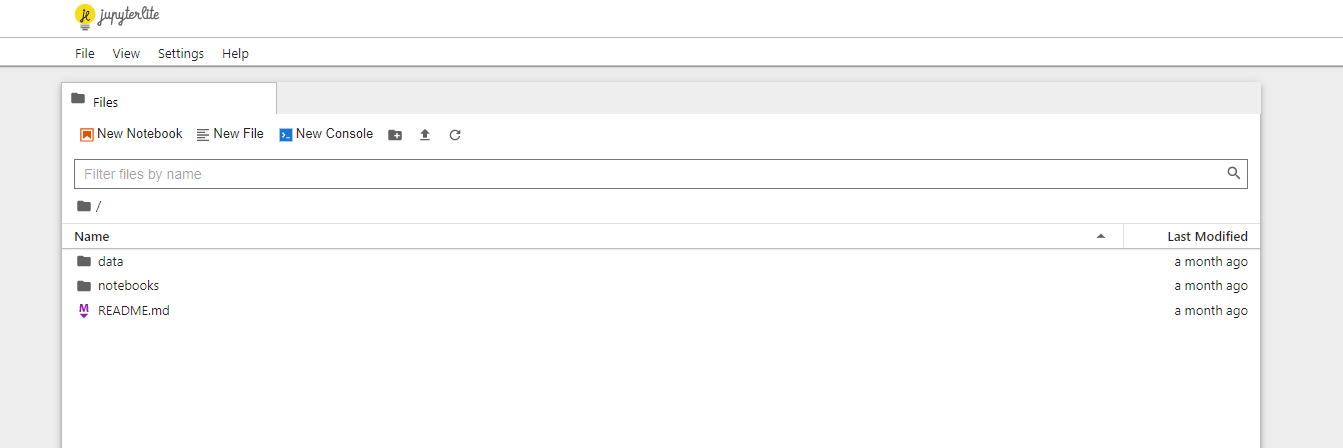 jupyterlite
File View Settings Help
Files
New Notebook New File New Console
Filter files by name
/
Name Last Modified
data a month ago
notebooks a month ago
M README.md a month ago